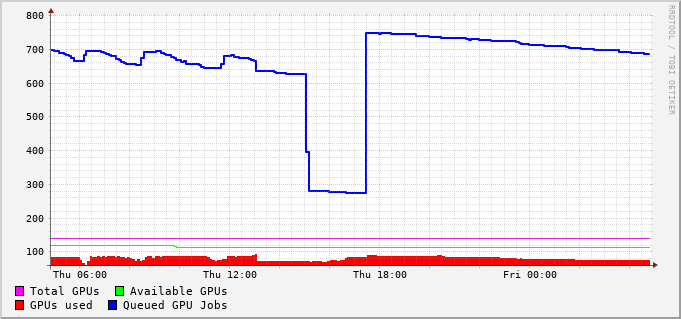 800
700
600
500
400
300
200
100
Thu 06:00 Thu 12:00 Thu 18:00 Fri 00:00
Total GPUs Available GPUs
GPUs used Queued GPU Jobs
RRDTOOL / TOBI OETIKER